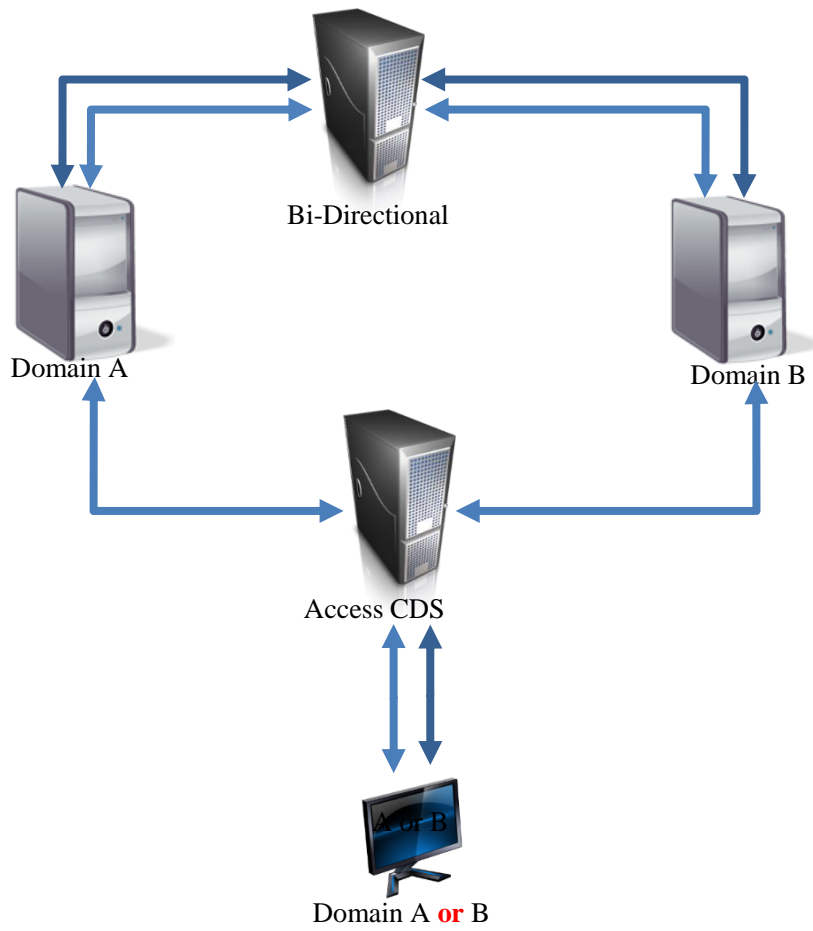 Bi-Directional
Domain A
Domain B
Access CDS
A or B
Domain A or B